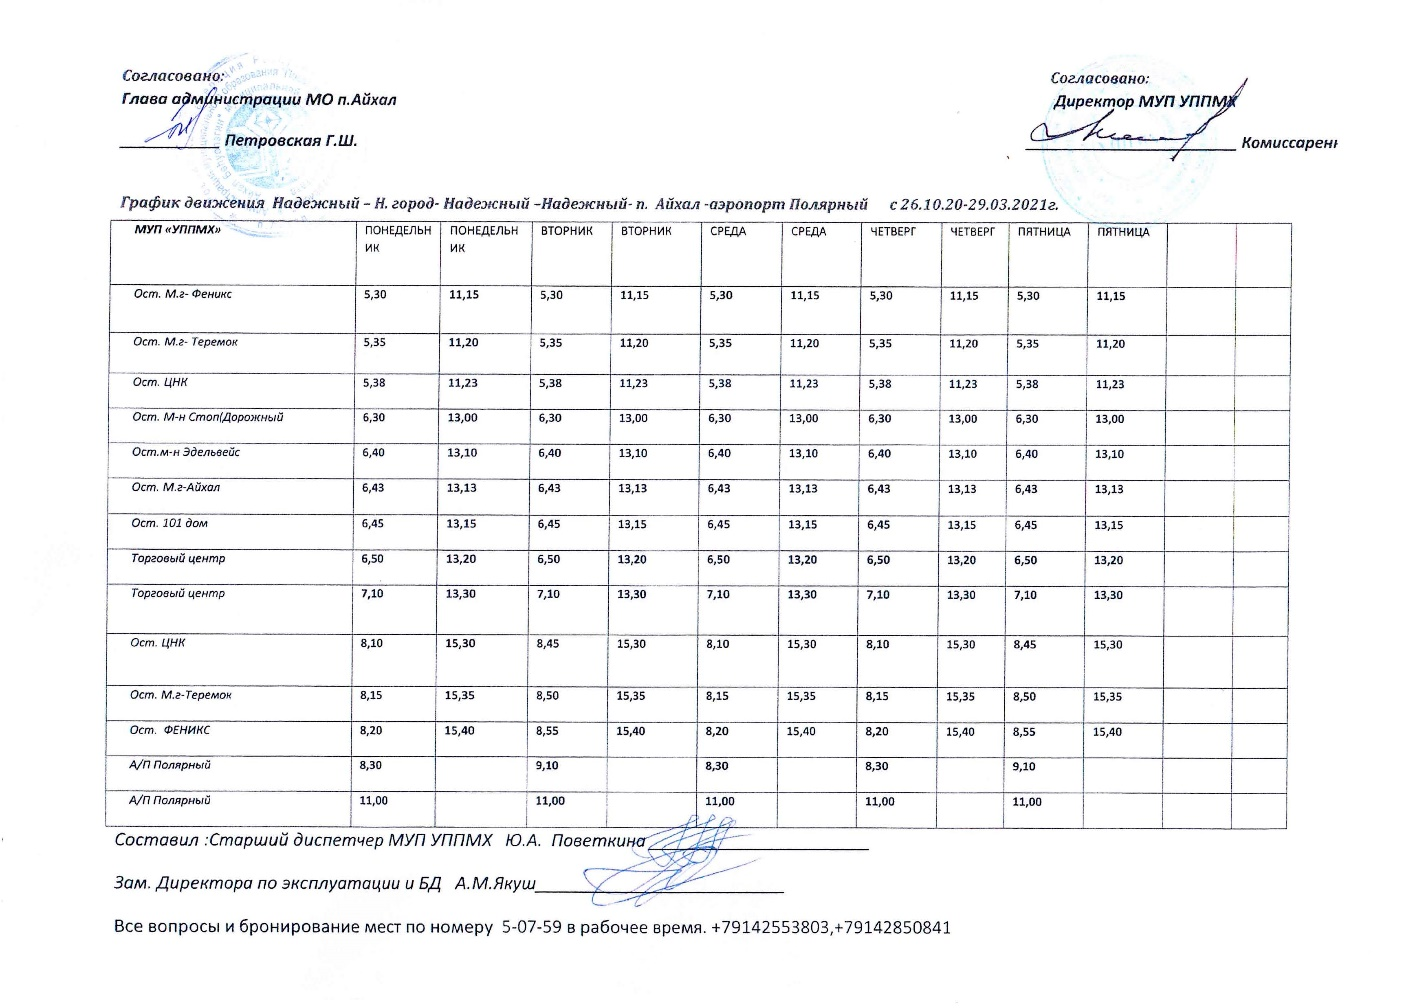 Согласовано:
Глава администрации МО п.Айхал
Петровская Г.Ш.
Согласовано:
Директор МУП УППМХ
Комиссарен
График движения Надежный – Н. город- Надежный –Надежный- п. Айхал -аэропорт Полярный с 26.10.20-29.03.2021г.
МУП «УППМХ» ПОНЕДЕЛЬН ПОНЕДЕЛЬН ВТОРНИК ВТОРНИК СРЕДА СРЕДА ЧЕТВЕРГ ЧЕТВЕРГ ПЯТНИЦА ПЯТНИЦА
ИК ИК
Ост. М.г- Феникс 5,30 11,15 5,30 11,15 5,30 11,15 5,30 11,15 5,30 11,15
Ост. М.г- Теремок 5,35 11,20 5,35 11,20 5,35 11,20 5,35 11,20 5,35 11,20
Ост. ЦНК 5,38 11,23 5,38 11,23 5,38 11,23 5,38 11,23 5,38 11,23
Ост. М-н Стоп(Дорожный 6,30 13,00 6,30 13,00 6,30 13,00 6,30 13,00 6,30 13,00
Ост.м-н Эдельвейс 6,40 13,10 6,40 13,10 6,40 13,10 6,40 13,10 6,40 13,10
Ост. М.г-Айхал 6,43 13,13 6,43 13,13 6,43 13,13 6,43 13,13 6,43 13,13
Ост. 101 дом 6,45 13,15 6,45 13,15 6,45 13,15 6,45 13,15 6,45 13,15
Торговый центр 6,50 13,20 6,50 13,20 6,50 13,20 6,50 13,20 6,50 13,20
Торговый центр 7,10 13,30 7,10 13,30 7,10 13,30 7,10 13,30 7,10 13,30
Ост. ЦНК 8,10 15,30 8,45 15,30 8,10 15,30 8,10 15,30 8,45 15,30
Ост. М.г-Теремок 8,15 15,35 8,50 15,35 8,15 15,35 8,15 15,35 8,50 15,35
Ост. ФЕНИКС 8,20 15,40 8,55 15,40 8,20 15,40 8,20 15,40 8,55 15,40
А/П Полярный 8,30 9,10 8,30 8,30 9,10
А/П Полярный 11,00 11,00 11,00 11,00 11,00
Составил :Старший диспетчер МУП УППМХ Ю.А. Поветкина
Зам. Директора по эксплуатации и БД А.М.Якуш
Все вопросы и бронирование мест по номеру 5-07-59 в рабочее время. +79142553803,+79142850841